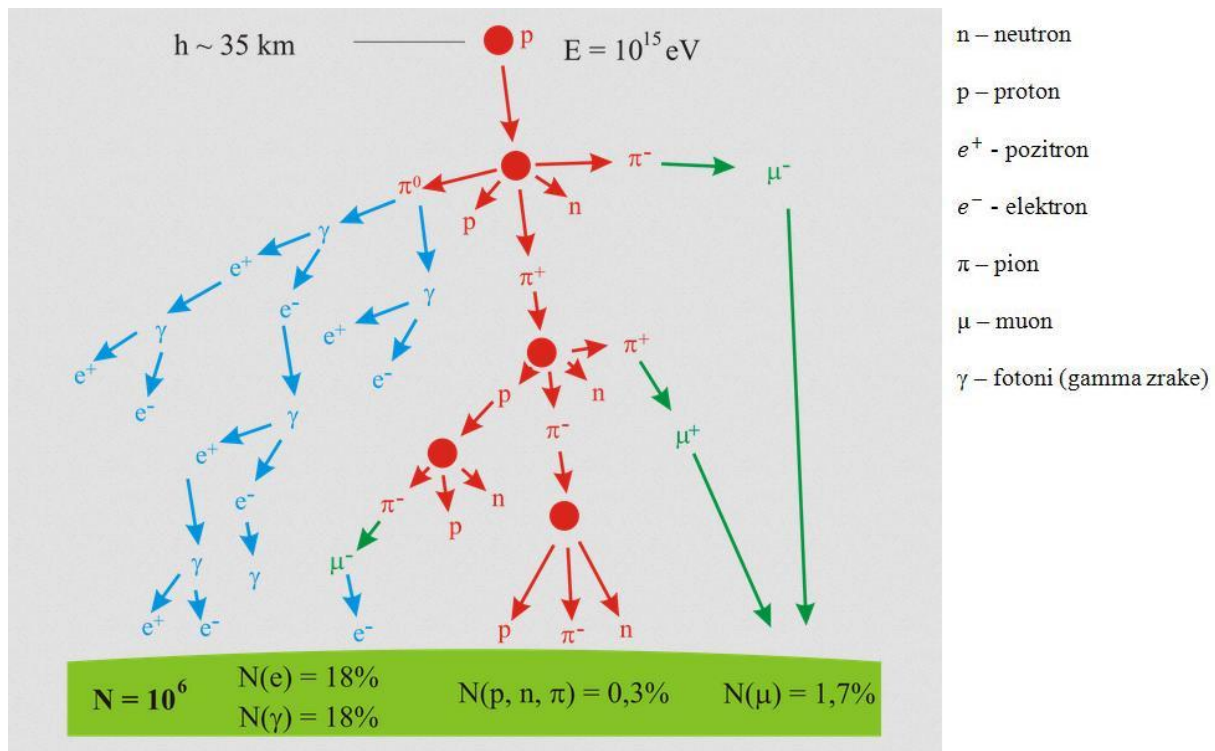 h ~ 35 km
p
E = 10¹⁵ eV
π⁰
p
n
π⁻
μ⁻
γ
e⁺
e⁻
γ
π⁺
γ
e⁺
e⁻
e⁺
e⁻
π⁺
p
n
γ
e⁺
π⁻
μ⁺
e⁻
π⁻
p
n
γ
γ
μ⁻
e⁺
e⁻
e⁻
p
π⁻
n
N = 10⁶
N(e) = 18%
N(γ) = 18%
N(p, n, π) = 0,3%
N(μ) = 1,7%
n – neutron
p – proton
e⁺ - pozitron
e⁻ - elektron
π – pion
μ – muon
γ – fotoni (gamma zrake)